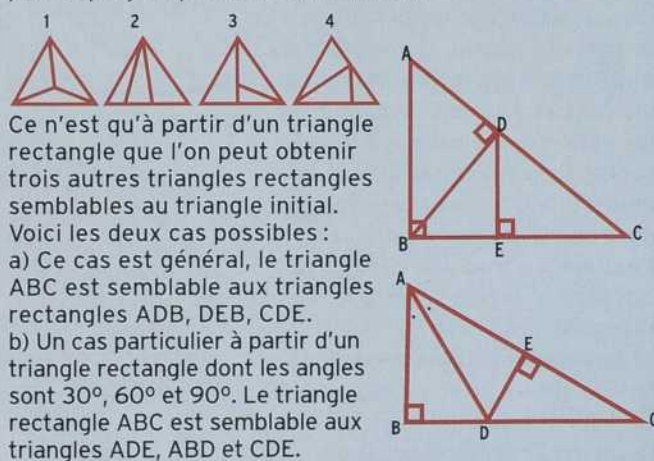 1 2 3 4
Ce n'est qu'à partir d'un triangle
rectangle que l'on peut obtenir
trois autres triangles rectangles
semblables au triangle initial.
Voici les deux cas possibles :
a) Ce cas est général, le triangle
ABC est semblable aux triangles
rectangles ADB, DEB, CDE.
b) Un cas particulier à partir d'un
triangle rectangle dont les angles
sont 30°, 60° et 90°. Le triangle
rectangle ABC est semblable aux
triangles ADE, ABD et CDE.
A
D
B E C
A
E
B D C